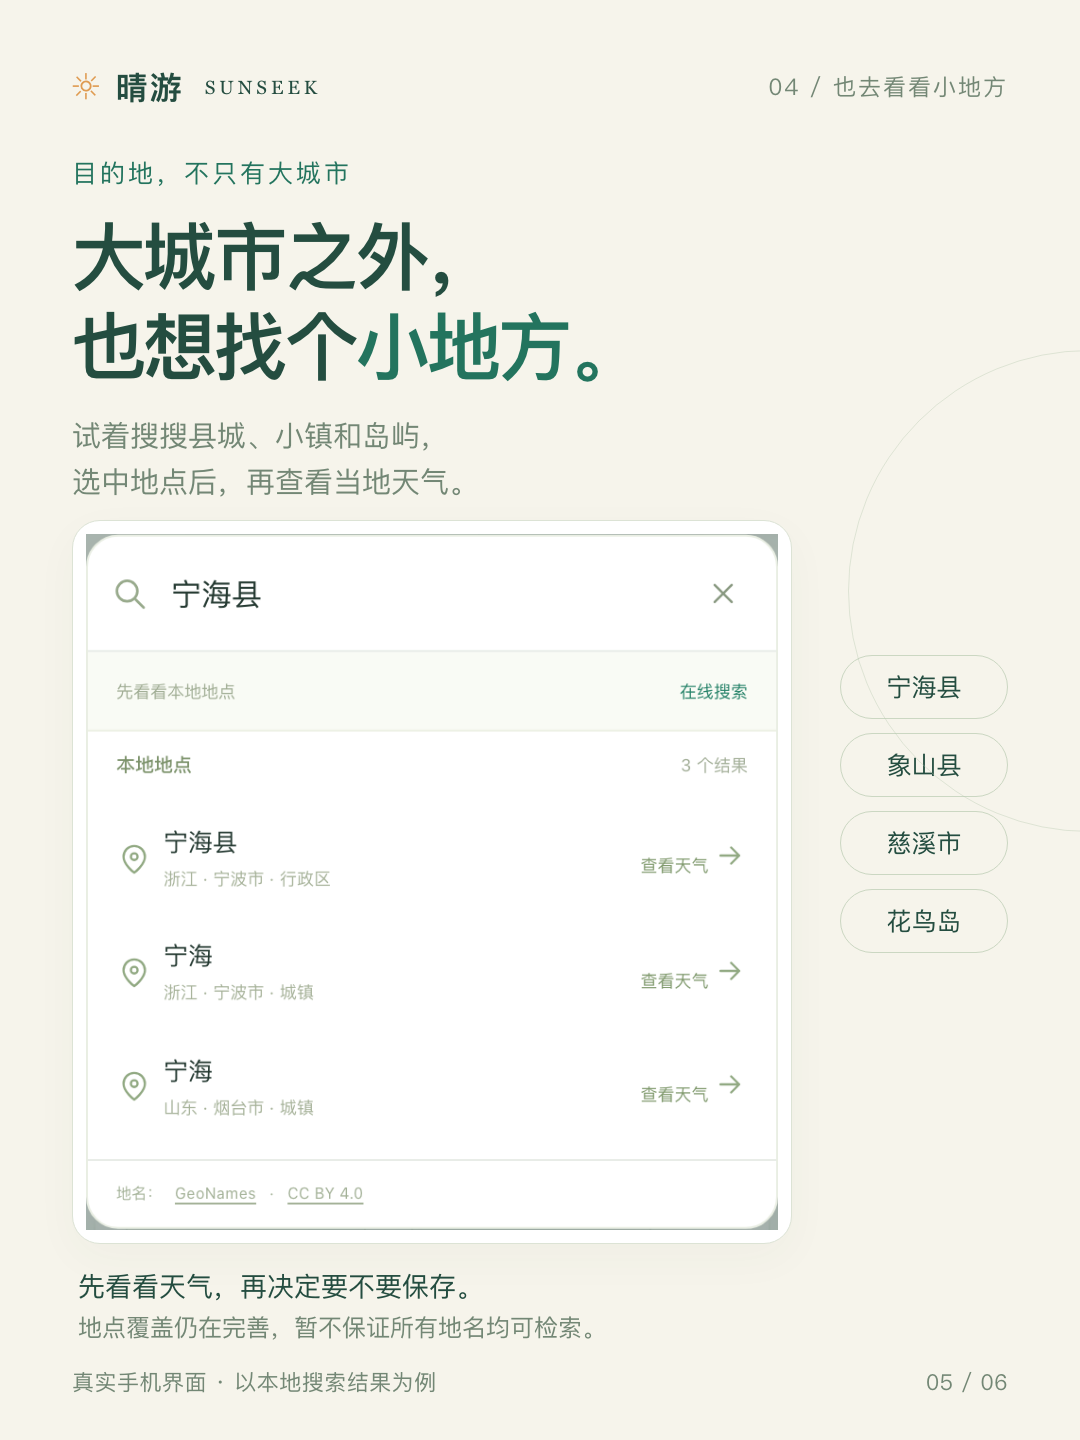 晴游 SUNSEEK
04 / 也去看看小地方
目的地，不只有大城市
大城市之外，
也想找个小地方。
试着搜搜县城、小镇和岛屿，
选中地点后，再查看当地天气。
宁海县
先看看本地地点 在线搜索
本地地点 3 个结果
宁海县
浙江 · 宁波市 · 行政区
查看天气
宁海
浙江 · 宁波市 · 城镇
查看天气
宁海
山东 · 烟台市 · 城镇
查看天气
地名： GeoNames · CC BY 4.0
宁海县
象山县
慈溪市
花鸟岛
先看看天气，再决定要不要保存。
地点覆盖仍在完善，暂不保证所有地名均可检索。
真实手机界面 · 以本地搜索结果为例
05 / 06